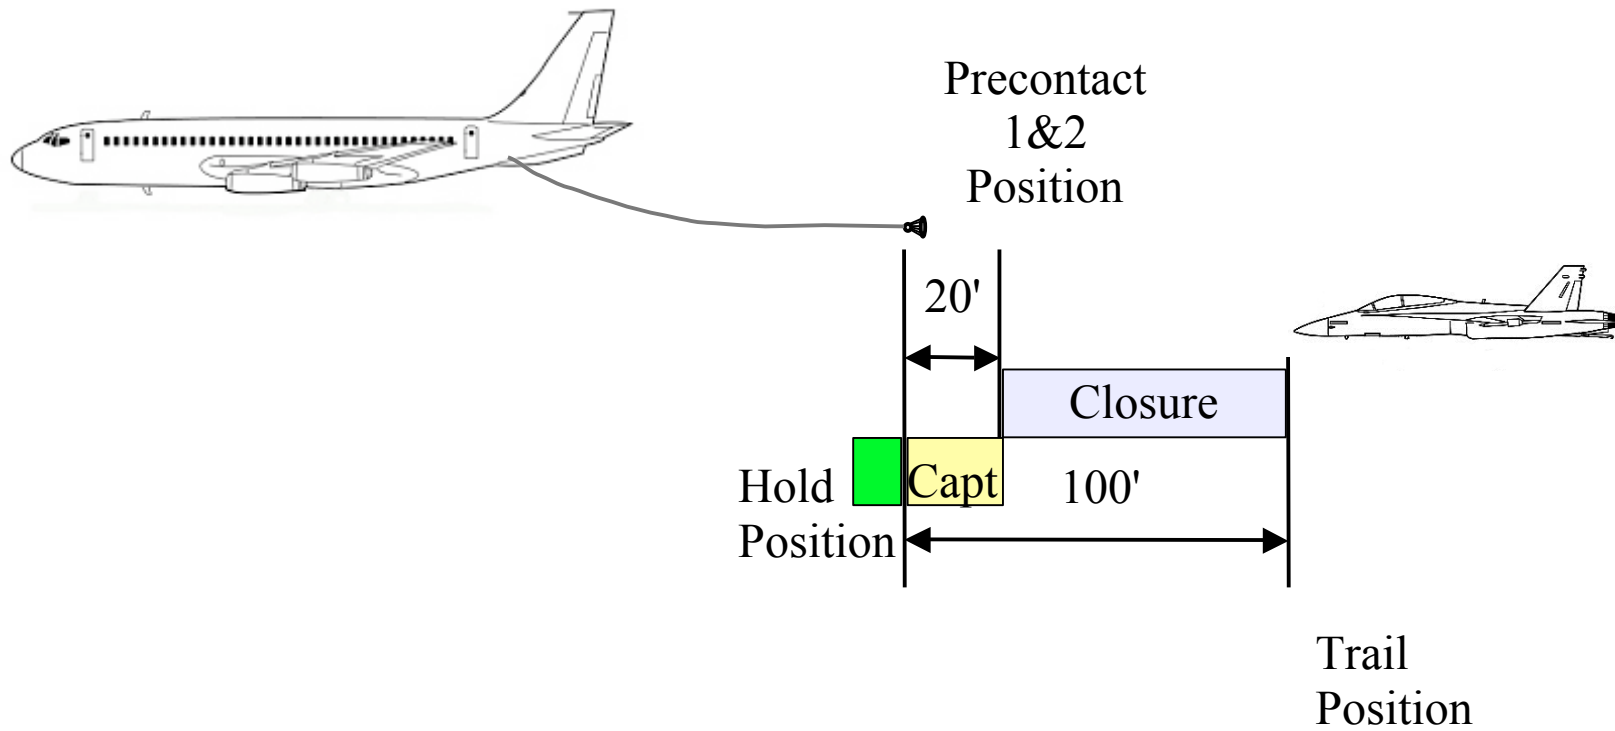 Precontact
1&2
Position
20'
Closure
Hold
Position
Capt
100'
Trail
Position